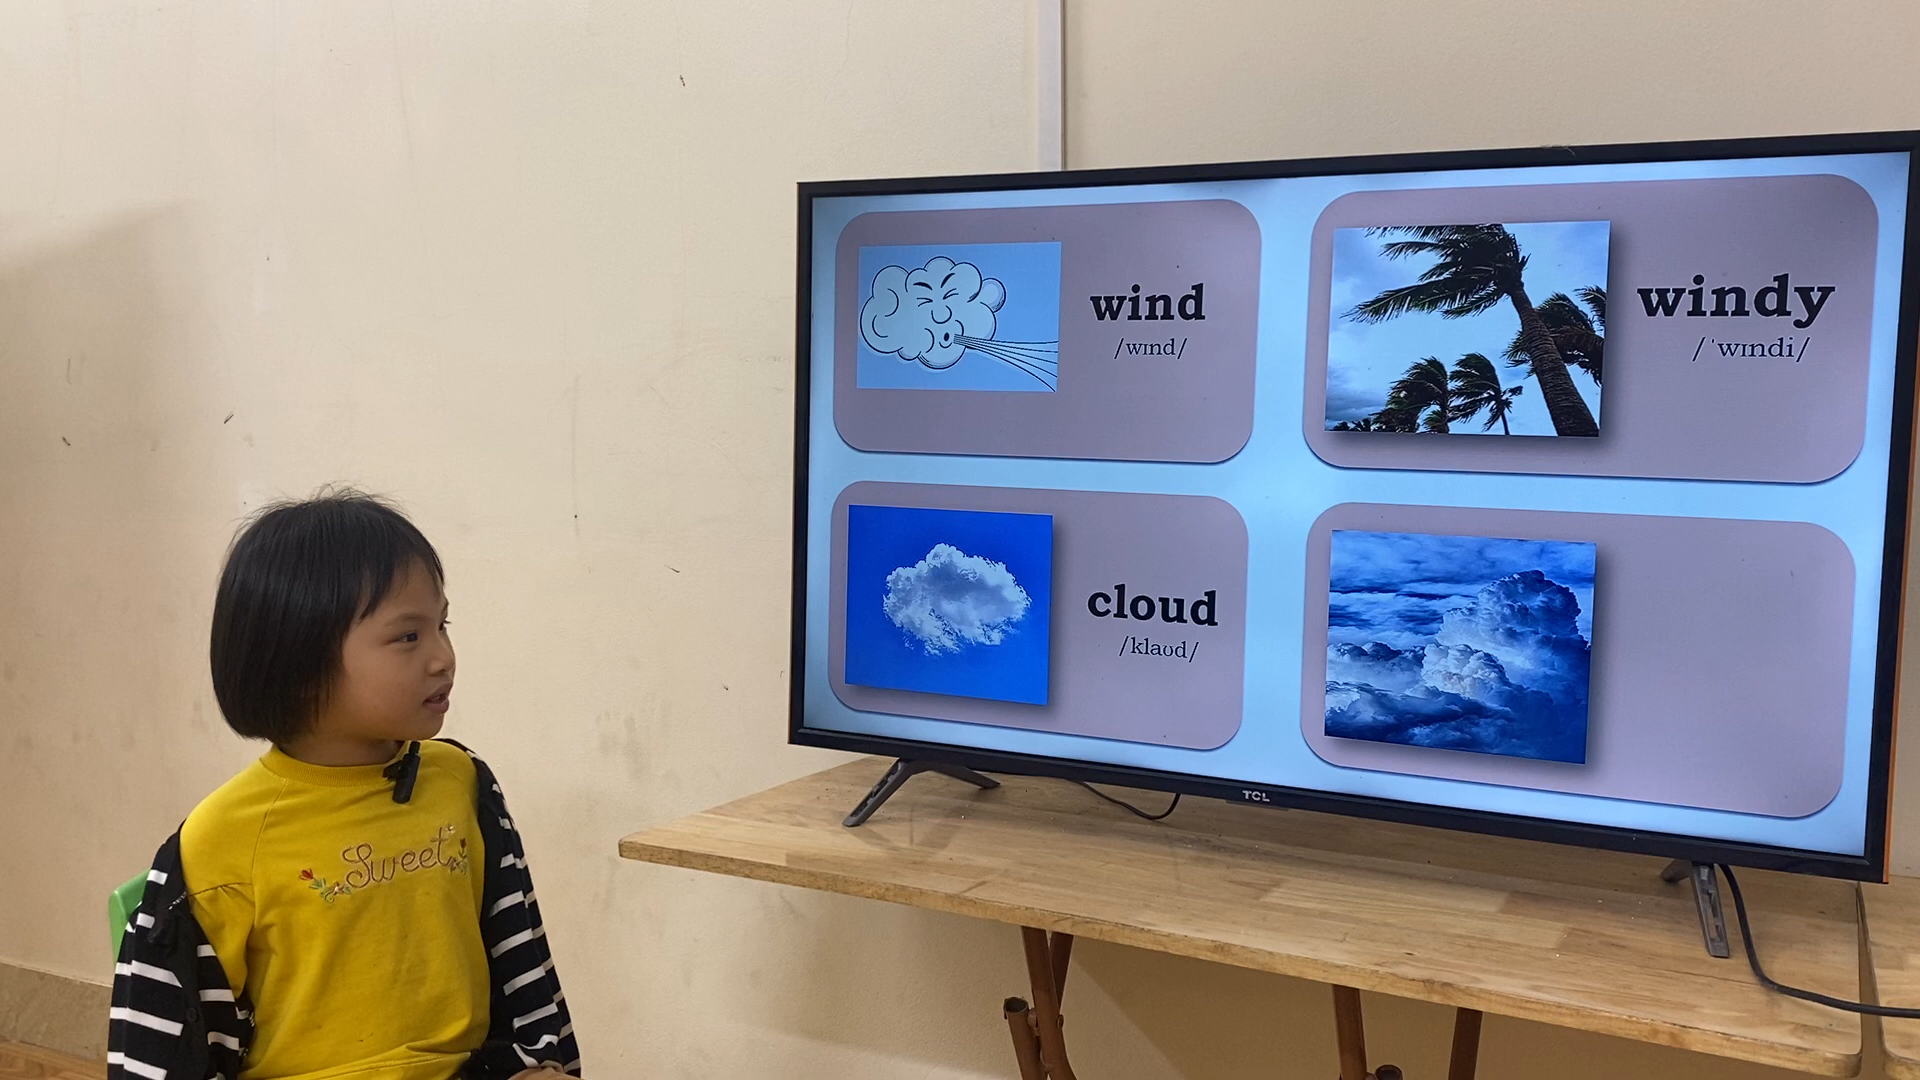 wind
/wɪnd/
windy
/ˈwɪndi/
cloud
/klaʊd/
TCL
Sweet